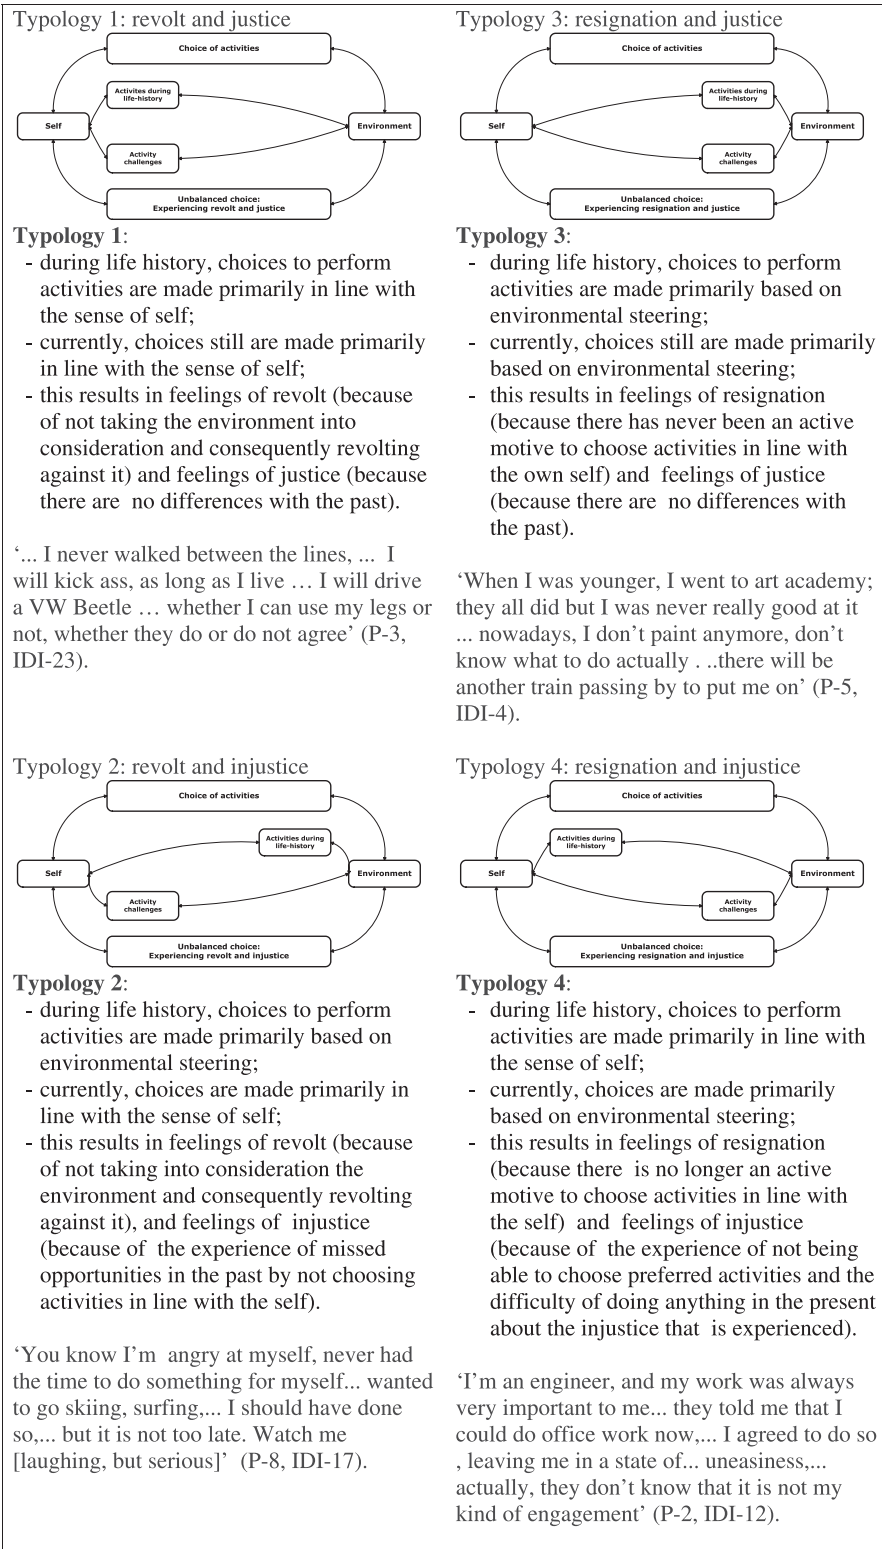 Typology 1: revolt and justice
Choice of activities
Activites during
life-history
Self
Environment
Activity
challenges
Unbalanced choice:
Experiencing revolt and justice
Typology 1:
- during life history, choices to perform
activities are made primarily in line with
the sense of self;
- currently, choices still are made primarily
in line with the sense of self;
- this results in feelings of revolt (because
of not taking the environment into
consideration and consequently revolting
against it) and feelings of justice (because
there are no differences with the past).
‘... I never walked between the lines, ... I
will kick ass, as long as I live … I will drive
a VW Beetle … whether I can use my legs or
not, whether they do or do not agree’ (P-3,
IDI-23).
Typology 3: resignation and justice
Choice of activities
Activities during
life-history
Self
Environment
Activity
challenges
Unbalanced choice:
Experiencing resignation and justice
Typology 3:
- during life history, choices to perform
activities are made primarily based on
environmental steering;
- currently, choices still are made primarily
based on environmental steering;
- this results in feelings of resignation
(because there has never been an active
motive to choose activities in line with
the own self) and feelings of justice
(because there are no differences with
the past).
‘When I was younger, I went to art academy;
they all did but I was never really good at it
... nowadays, I don’t paint anymore, don’t
know what to do actually . ..there will be
another train passing by to put me on’ (P-5,
IDI-4).
Typology 2: revolt and injustice
Choice of activities
Activities during
life-history
Self
Environment
Activity
challenges
Unbalanced choice:
Experiencing revolt and injustice
Typology 2:
- during life history, choices to perform
activities are made primarily based on
environmental steering;
- currently, choices are made primarily in
line with the sense of self;
- this results in feelings of revolt (because
of not taking into consideration the
environment and consequently revolting
against it), and feelings of injustice
(because of the experience of missed
opportunities in the past by not choosing
activities in line with the self).
‘You know I’m angry at myself, never had
the time to do something for myself... wanted
to go skiing, surfing,... I should have done
so,... but it is not too late. Watch me
[laughing, but serious]’ (P-8, IDI-17).
Typology 4: resignation and injustice
Choice of activities
Activities during
life-history
Self
Environment
Activity
challenges
Unbalanced choice:
Experiencing resignation and injustice
Typology 4:
- during life history, choices to perform
activities are made primarily in line with
the sense of self;
- currently, choices are made primarily
based on environmental steering;
- this results in feelings of resignation
(because there is no longer an active
motive to choose activities in line with
the self) and feelings of injustice
(because of the experience of not being
able to choose preferred activities and the
difficulty of doing anything in the present
about the injustice that is experienced).
‘I’m an engineer, and my work was always
very important to me... they told me that I
could do office work now,... I agreed to do so
, leaving me in a state of... uneasiness,...
actually, they don’t know that it is not my
kind of engagement’ (P-2, IDI-12).